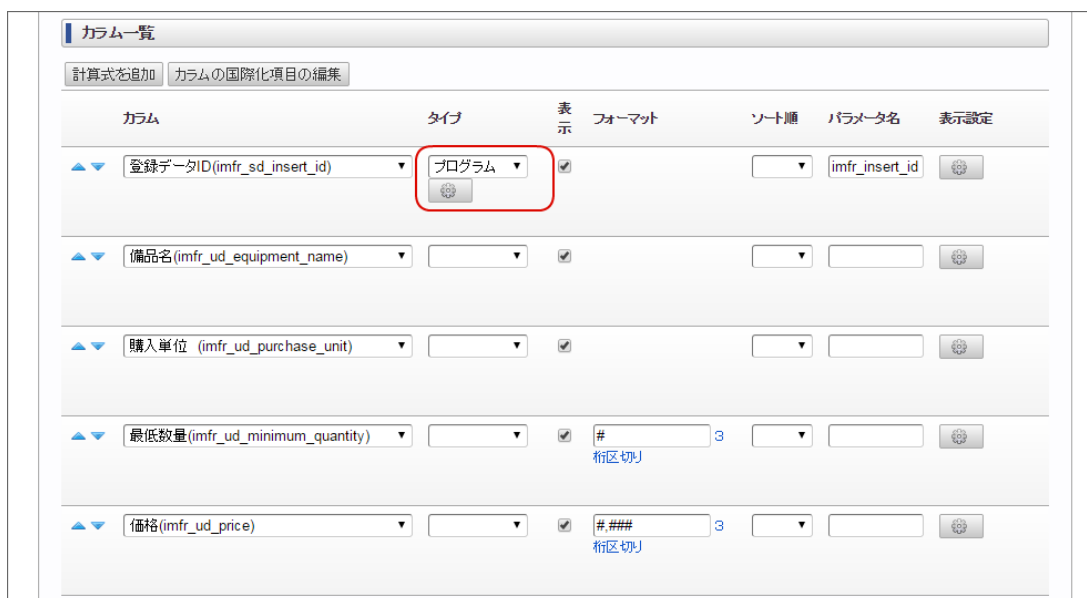 カラム一覧
計算式を追加 カラムの国際化項目の編集
カラム タイプ 表示 フォーマット ソート順 パラメータ名 表示設定
登録データID(imfr_sd_insert_id) プログラム imfr_insert_id
備品名(imfr_ud_equipment_name)
購入単位 (imfr_ud_purchase_unit)
最低数量(imfr_ud_minimum_quantity) # 3
桁区切り
価格(imfr_ud_price) #,### 3
桁区切り